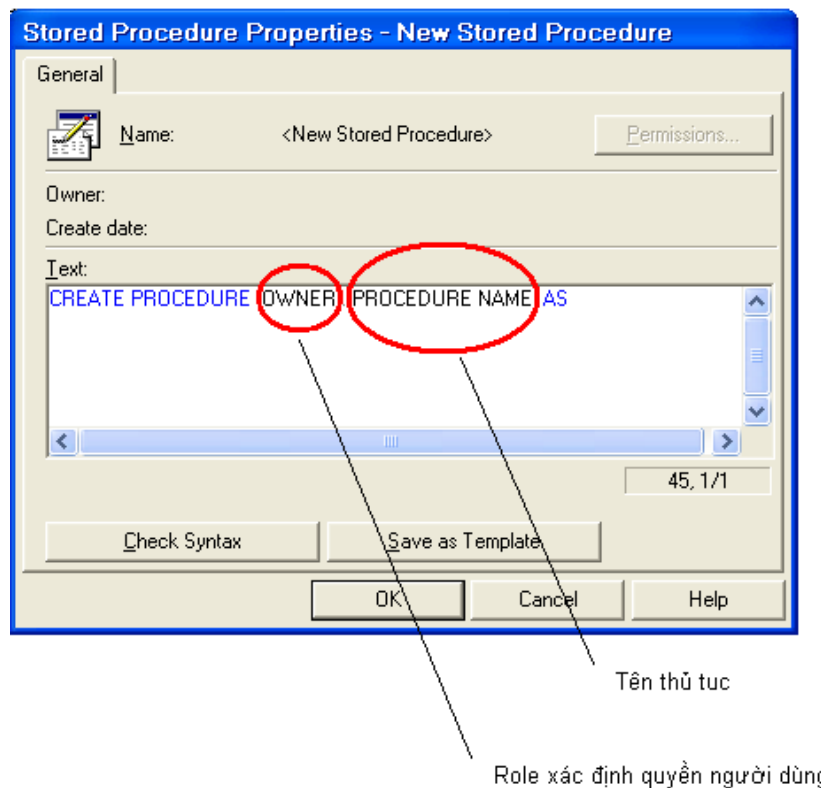 Stored Procedure Properties - New Stored Procedure
General
Name: <New Stored Procedure> Permissions...
Owner:
Create date:
Text:
CREATE PROCEDURE OWNER PROCEDURE NAME AS
45, 1/1
Check Syntax Save as Template
OK Cancel Help
Tên thủ tuc
Role xác định quyền người dùng